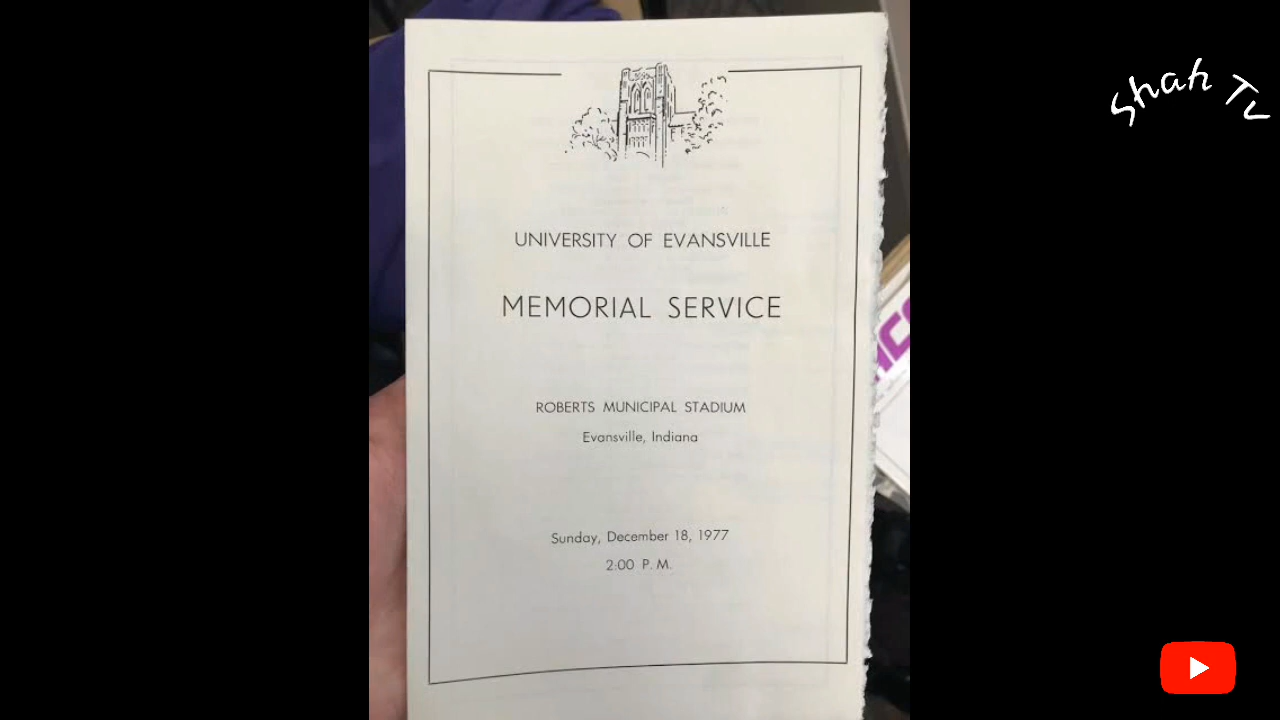 Shah Tv
UNIVERSITY OF EVANSVILLE
MEMORIAL SERVICE
ROBERTS MUNICIPAL STADIUM
Evansville, Indiana
Sunday, December 18, 1977
2:00 P. M.